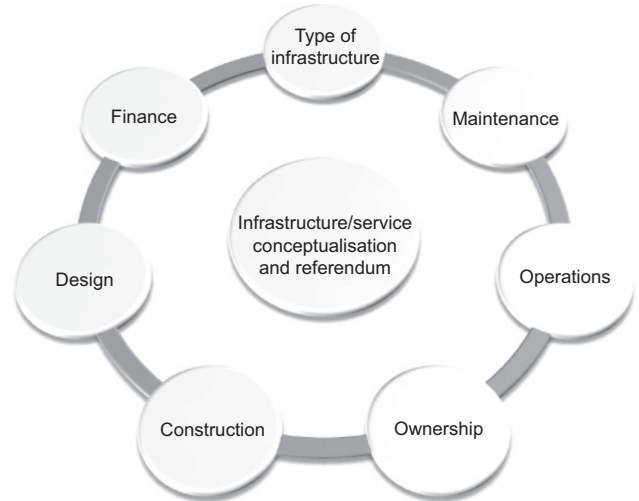 Type of
infrastructure
Finance
Maintenance
Infrastructure/service
conceptualisation
and referendum
Design
Operations
Construction
Ownership